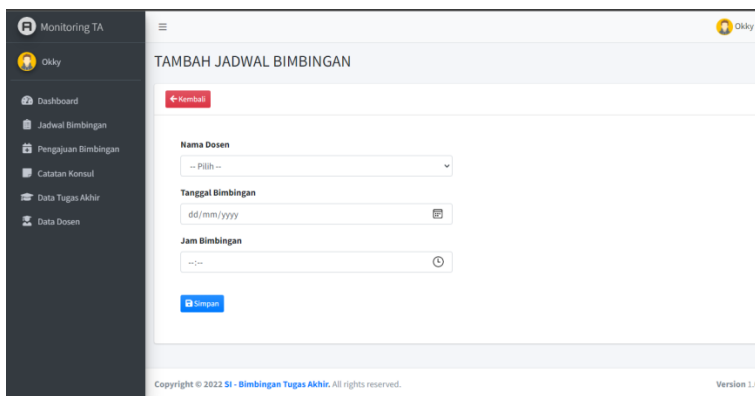 Monitoring TA
Okky
Okky
Dashboard
Jadwal Bimbingan
Pengajuan Bimbingan
Catatan Konsul
Data Tugas Akhir
Data Dosen
TAMBAH JADWAL BIMBINGAN
Kembali
Nama Dosen
-- Pilih --
Tanggal Bimbingan
dd/mm/yyyy
Jam Bimbingan
--:--
Simpan
Copyright © 2022 SI - Bimbingan Tugas Akhir. All rights reserved.
Version 1.